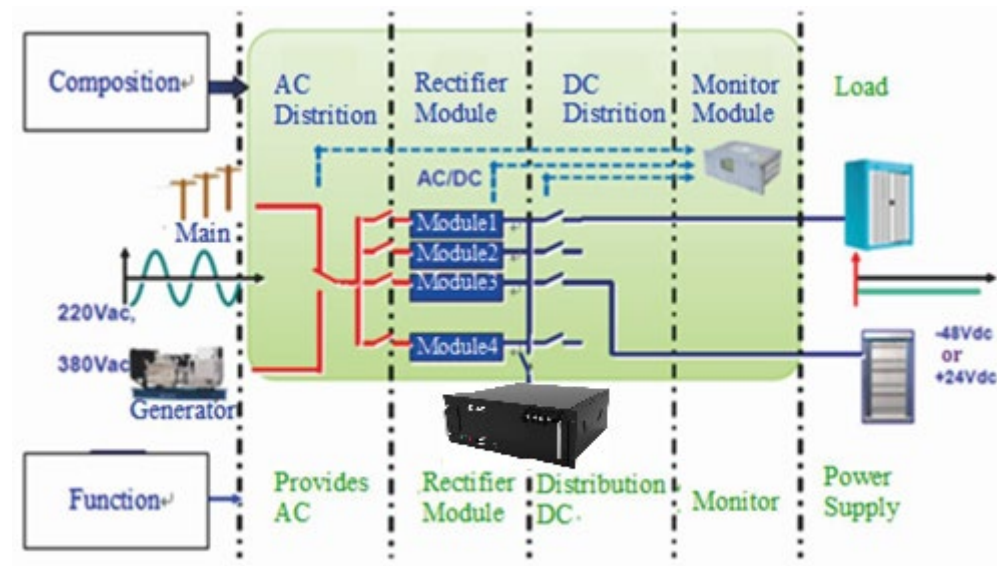 Composition
AC
Distrition
Rectifier
Module
DC
Distrition
Monitor
Module
Load
AC/DC
Main
Module1
Module2
Module3
Module4
220Vac,
380Vac
Generator
-48Vdc
or
+24Vdc
Function
Provides
AC
Rectifier
Module
Distribution
DC
Monitor
Power
Supply